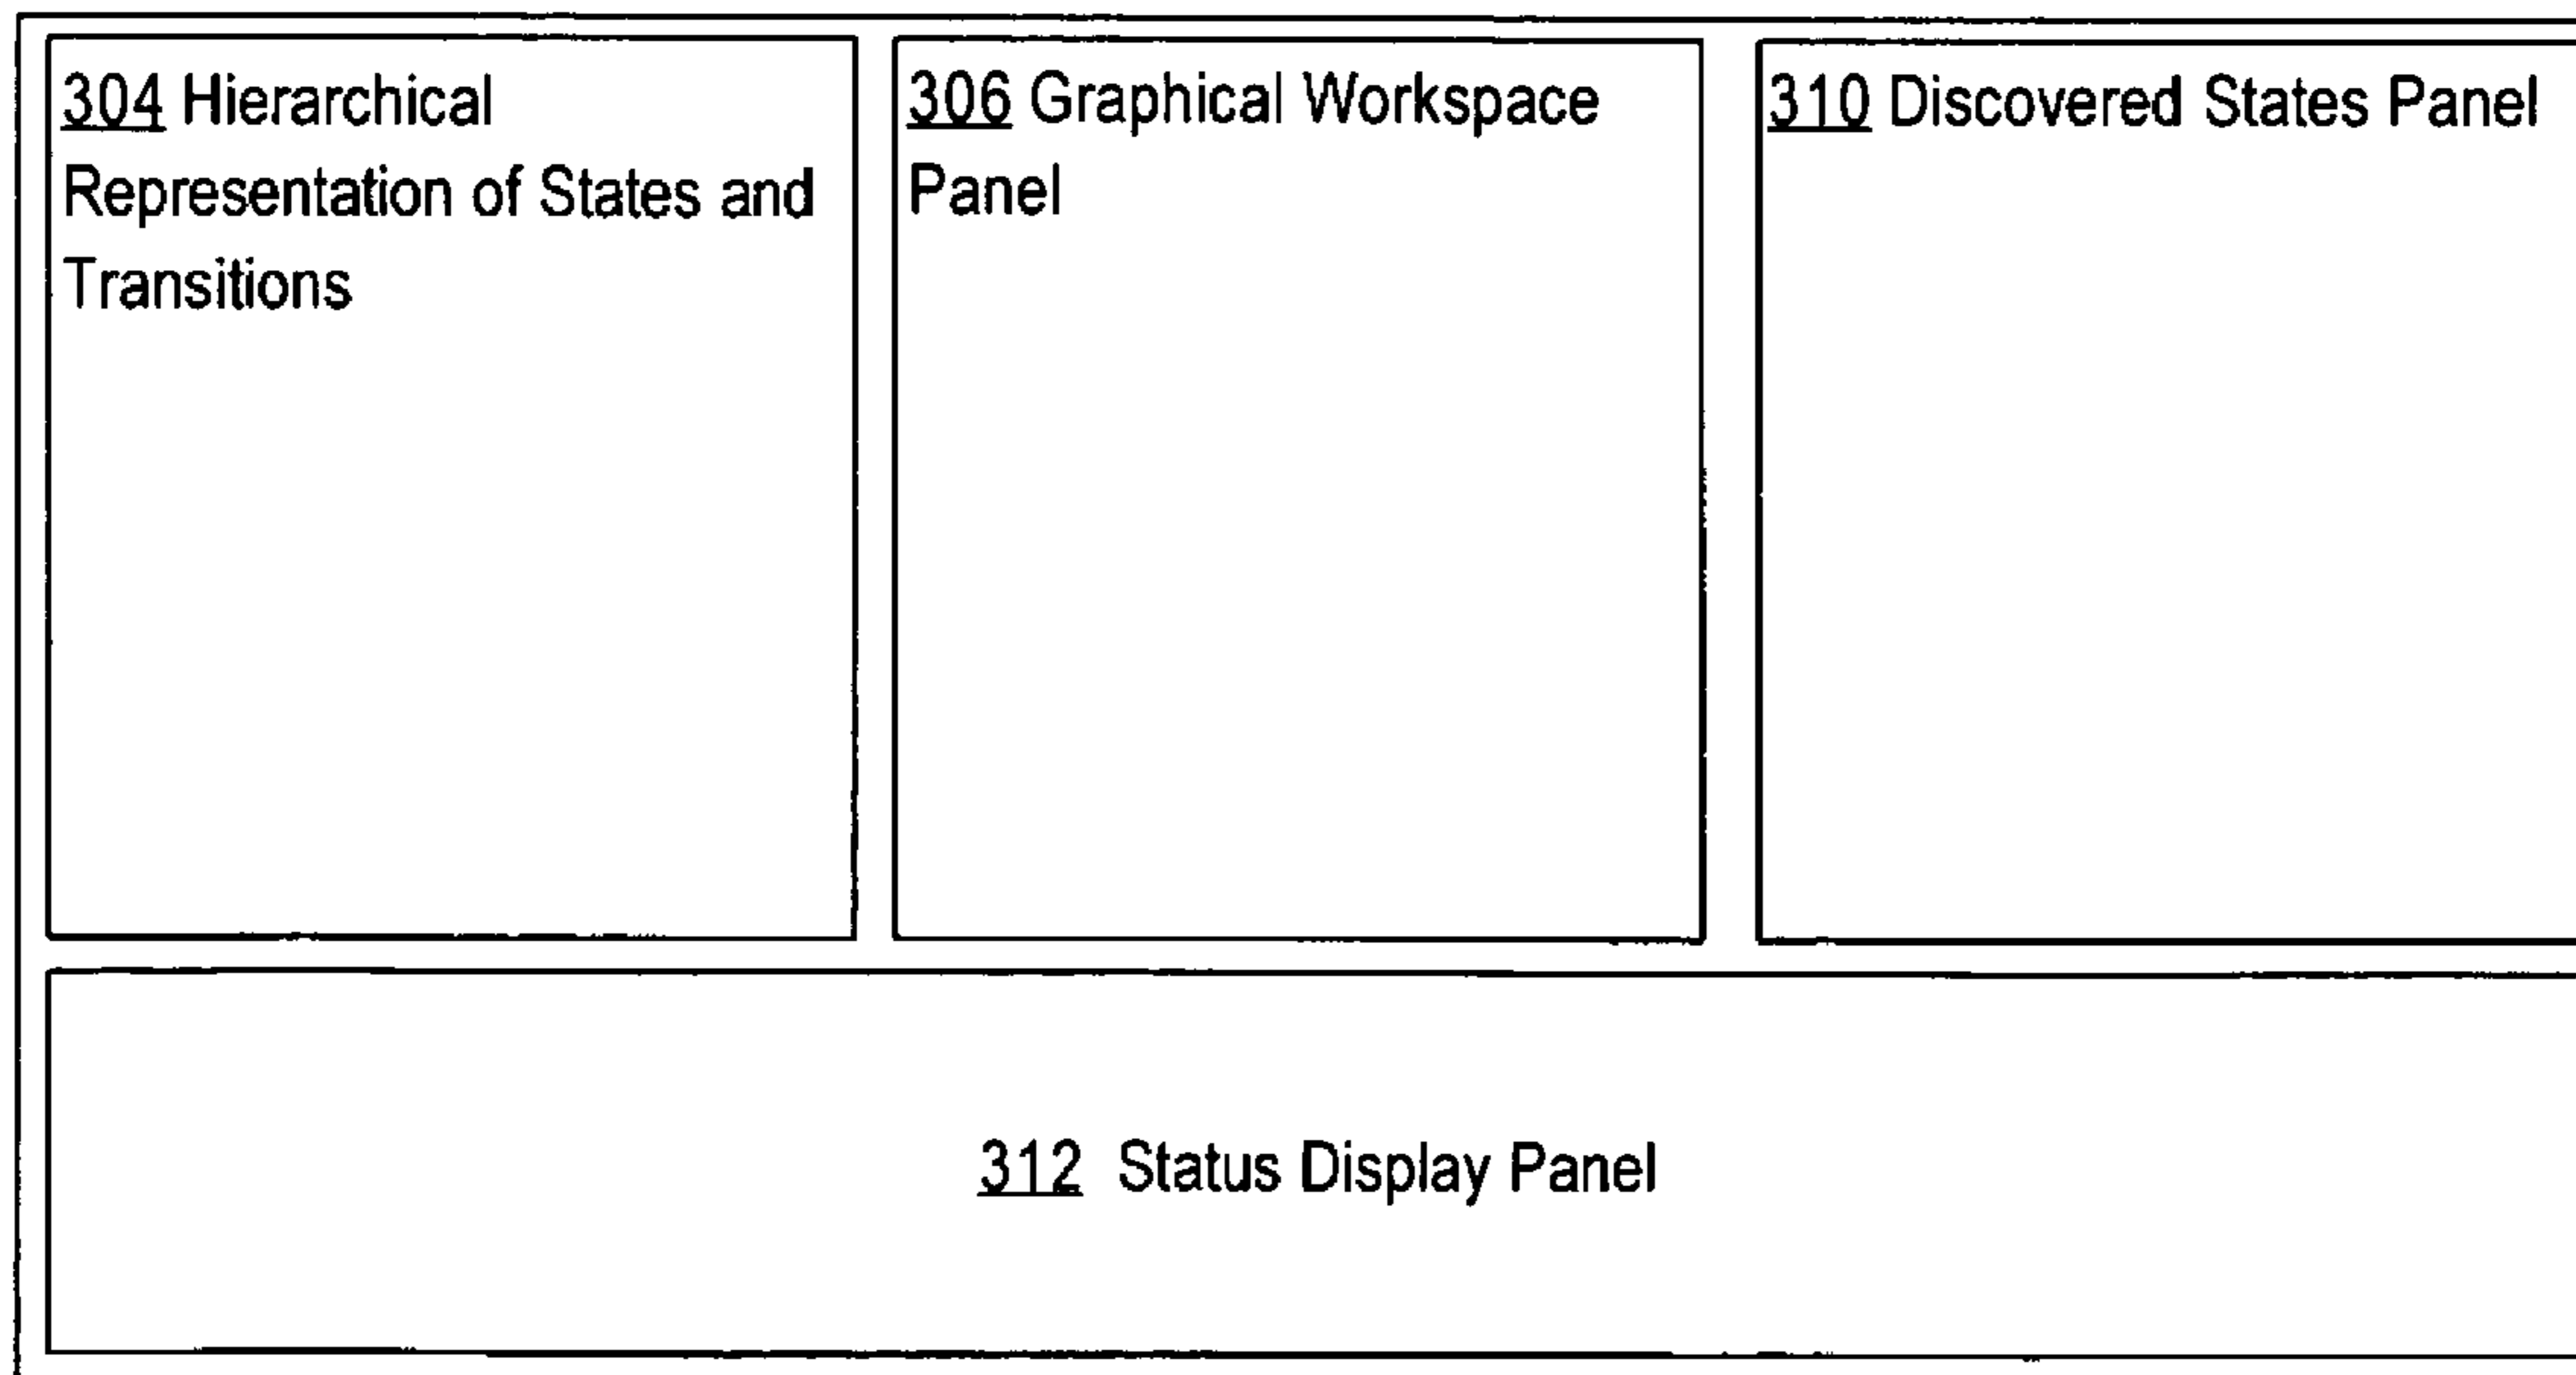 304 Hierarchical
Representation of States and
Transitions
306 Graphical Workspace
Panel
310 Discovered States Panel
312 Status Display Panel